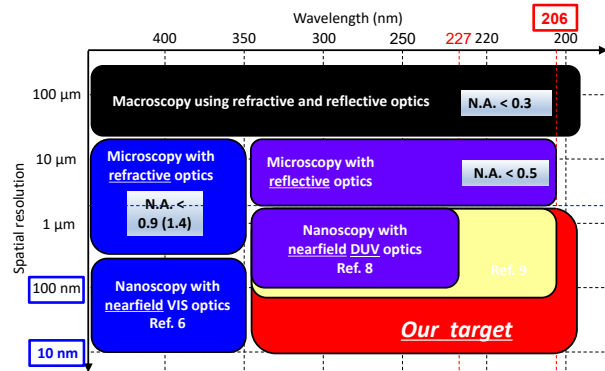 Wavelength (nm)
206
400
350
300
250
227
220
200
Spatial resolution
100 µm
10 µm
1 µm
100 nm
10 nm
Macroscopy using refractive and reflective optics
N.A. < 0.3
Microscopy with
refractive optics
N.A. <
0.9 (1.4)
Microscopy with
reflective optics
N.A. < 0.5
Nanoscopy with
nearfield DUV optics
Ref. 8
Ref. 9
Nanoscopy with
nearfield VIS optics
Ref. 6
Our target